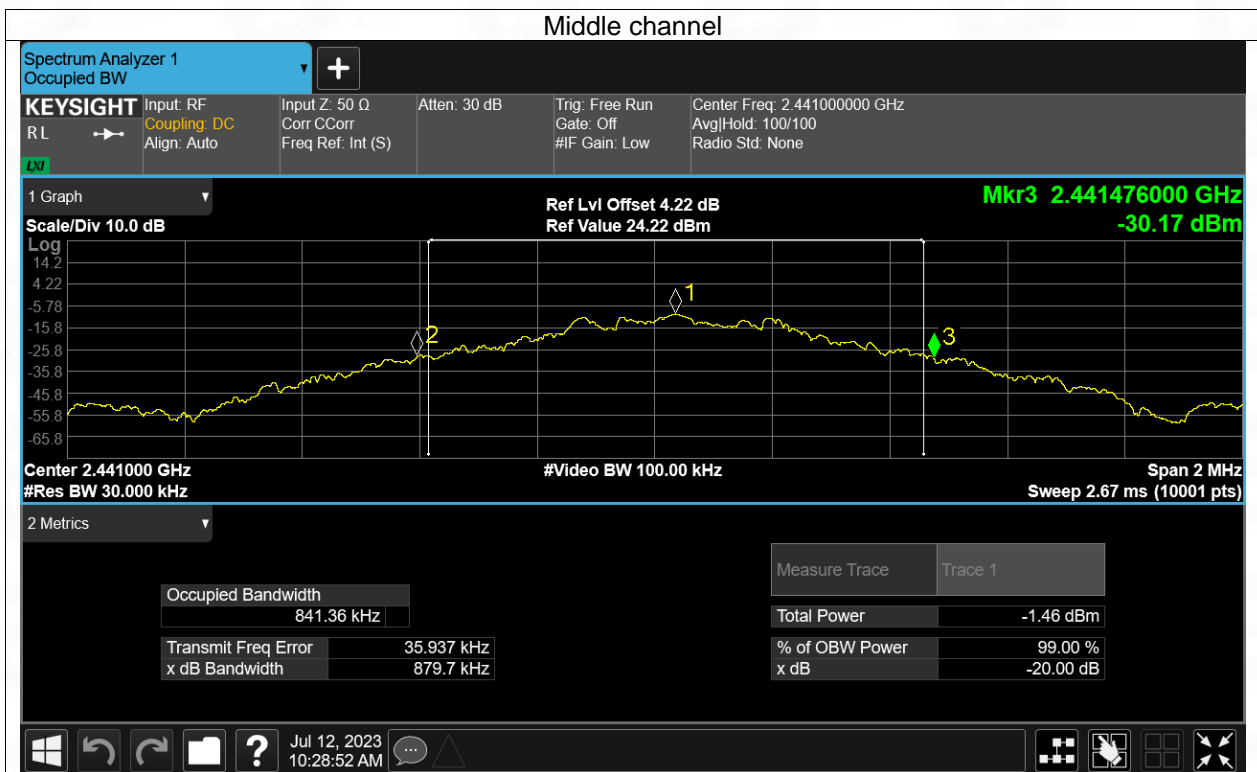 Middle channel
Spectrum Analyzer 1
Occupied BW
+
KEYSIGHT
R L
LXI
Input: RF
Coupling: DC
Align: Auto
Input Z: 50 Ω
Corr CCorr
Freq Ref: Int (S)
Atten: 30 dB
Trig: Free Run
Gate: Off
#IF Gain: Low
Center Freq: 2.441000000 GHz
Avg|Hold: 100/100
Radio Std: None
1 Graph
Scale/Div 10.0 dB
Ref Lvl Offset 4.22 dB
Ref Value 24.22 dBm
Mkr3 2.441476000 GHz
-30.17 dBm
Log
14.2
4.22
-5.78
-15.8
-25.8
-35.8
-45.8
-55.8
-65.8
1
2
3
Center 2.441000 GHz
#Res BW 30.000 kHz
#Video BW 100.00 kHz
Span 2 MHz
Sweep 2.67 ms (10001 pts)
2 Metrics
Measure Trace Trace 1
Occupied Bandwidth
841.36 kHz
Total Power -1.46 dBm
Transmit Freq Error 35.937 kHz
% of OBW Power 99.00 %
x dB Bandwidth 879.7 kHz
x dB -20.00 dB
?
Jul 12, 2023
10:28:52 AM